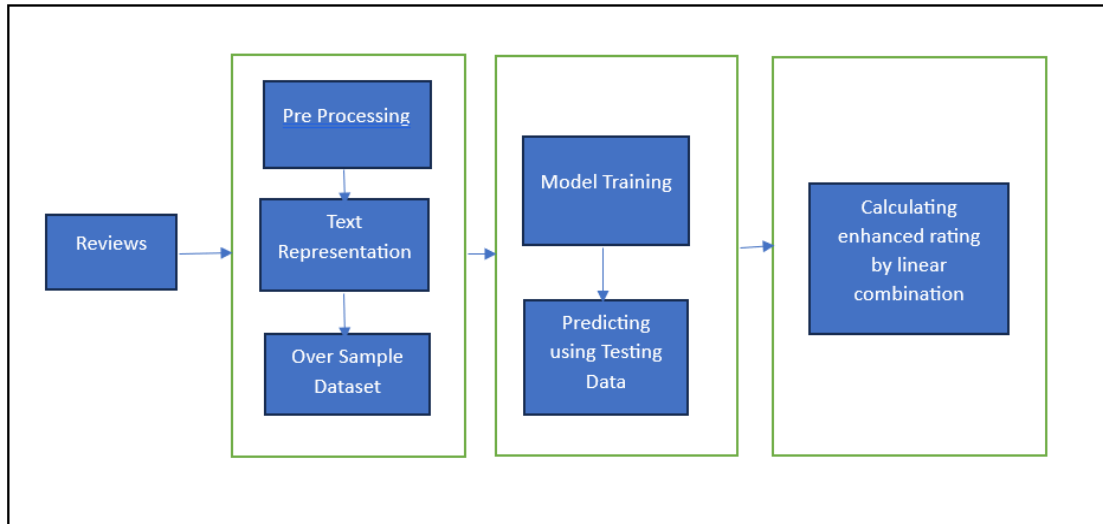 Reviews
Pre Processing
Text
Representation
Over Sample
Dataset
Model Training
Predicting
using Testing
Data
Calculating
enhanced rating
by linear
combination